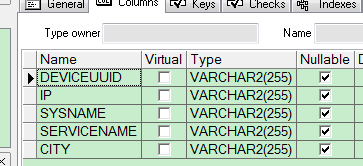 General Columns Keys Checks Indexes
Type owner Name
Name Virtual Type Nullable
DEVICEUUID VARCHAR2(255)
IP VARCHAR2(255)
SYSNAME VARCHAR2(255)
SERVICENAME VARCHAR2(255)
CITY VARCHAR2(255)